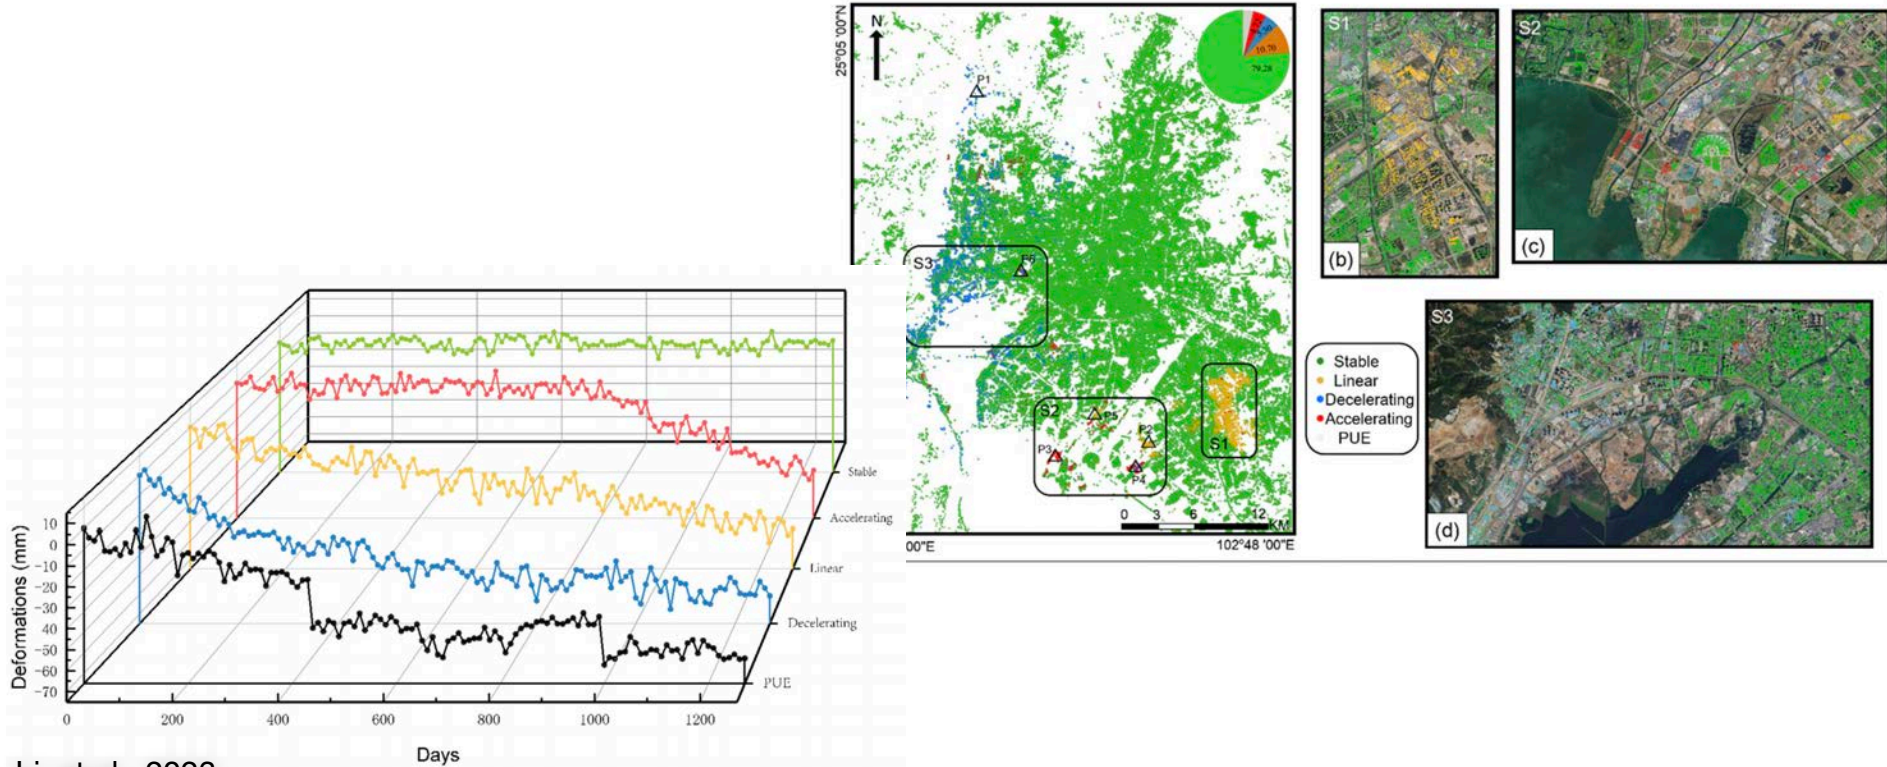 N
25°05 '00"N
P1
10.70
79.28
S3
S2
P5
P2
P3
P4
S1
0 3 6 12
KM
00"E
102°48 '00"E
S1
(b)
S2
(c)
Stable
Linear
Decelerating
Accelerating
PUE
S3
(d)
Deformations (mm)
10
0
-10
-20
-30
40
-50
-60
-70
0 200 400 600 800 1000 1200
Days
Stable
Accelerating
Linear
Decelerating
PUE